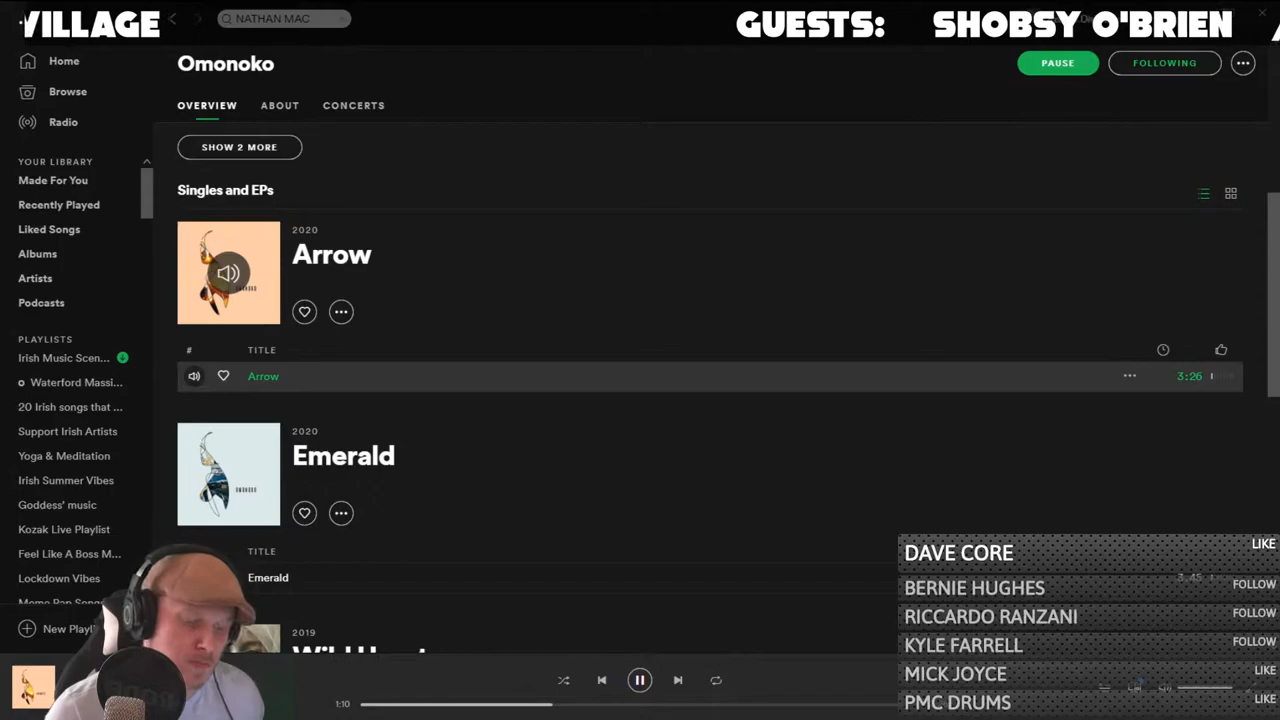 VILLAGE
GUESTS: SHOBSY O'BRIEN
NATHAN MAC
Home
Browse
Radio
YOUR LIBRARY
Made For You
Recently Played
Liked Songs
Albums
Artists
Podcasts
PLAYLISTS
Irish Music Scen...
Waterford Massi...
20 Irish songs that ...
Support Irish Artists
Yoga & Meditation
Irish Summer Vibes
Goddess' music
Kozak Live Playlist
Feel Like A Boss M...
Lockdown Vibes
New Playli
Omonoko
PAUSE
FOLLOWING
OVERVIEW ABOUT CONCERTS
SHOW 2 MORE
Singles and EPs
2020
Arrow
# TITLE
Arrow 3:26
2020
Emerald
TITLE
Emerald 3:45
2019
1:10
DAVE CORE LIKE
BERNIE HUGHES FOLLOW
RICCARDO RANZANI FOLLOW
KYLE FARRELL FOLLOW
MICK JOYCE LIKE
PMC DRUMS LIKE